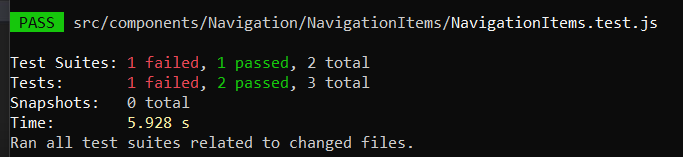 PASS src/components/Navigation/NavigationItems/NavigationItems.test.js
Test Suites: 1 failed, 1 passed, 2 total
Tests: 1 failed, 2 passed, 3 total
Snapshots: 0 total
Time: 5.928 s
Ran all test suites related to changed files.